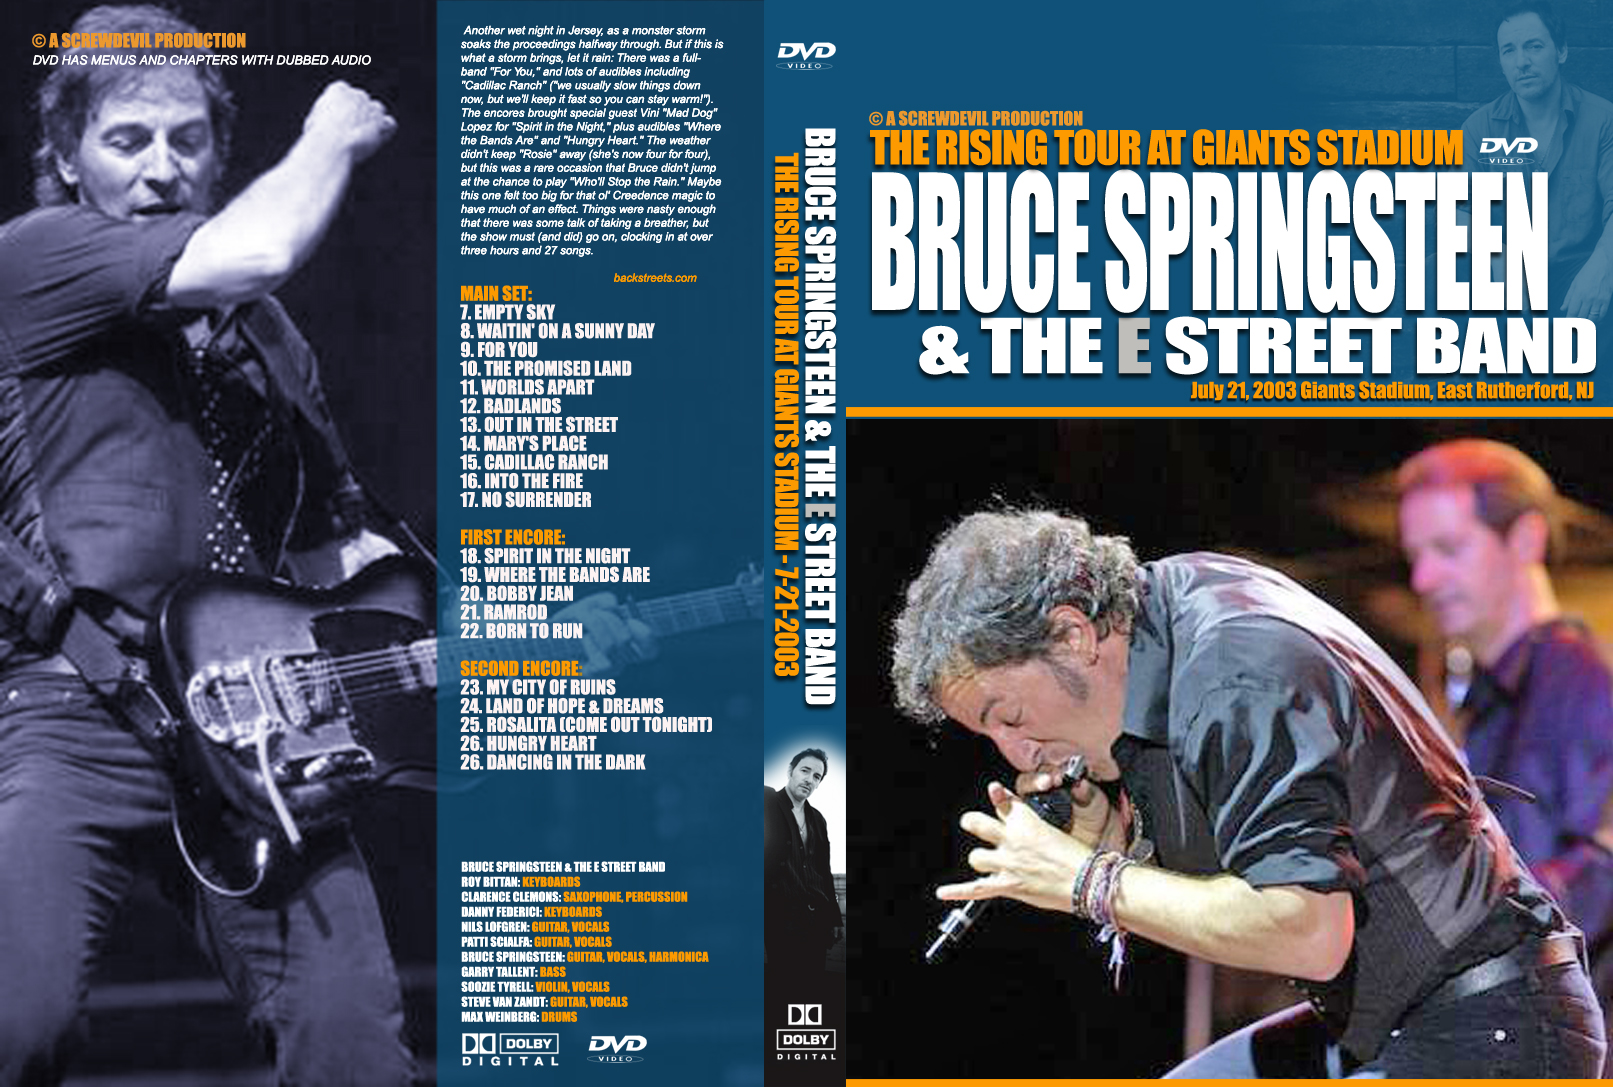 © A SCREWDEVIL PRODUCTION
DVD HAS MENUS AND CHAPTERS WITH DUBBED AUDIO
Another wet night in Jersey, as a monster storm
soaks the proceedings halfway through. But if this is
what a storm brings, let it rain: There was a full-
band "For You," and lots of audibles including
"Cadillac Ranch" ("we usually slow things down
now, but we'll keep it fast so you can stay warm!").
The encores brought special guest Vini "Mad Dog"
Lopez for "Spirit in the Night," plus audibles "Where
the Bands Are" and "Hungry Heart." The weather
didn't keep "Rosie" away (she's now four for four),
but this was a rare occasion that Bruce didn't jump
at the chance to play "Who'll Stop the Rain." Maybe
this one felt too big for that ol' Creedence magic to
have much of an effect. Things were nasty enough
that there was some talk of taking a breather, but
the show must (and did) go on, clocking in at over
three hours and 27 songs.
backstreets.com
MAIN SET:
7. EMPTY SKY
8. WAITIN' ON A SUNNY DAY
9. FOR YOU
10. THE PROMISED LAND
11. WORLDS APART
12. BADLANDS
13. OUT IN THE STREET
14. MARY'S PLACE
15. CADILLAC RANCH
16. INTO THE FIRE
17. NO SURRENDER
FIRST ENCORE:
18. SPIRIT IN THE NIGHT
19. WHERE THE BANDS ARE
20. BOBBY JEAN
21. RAMROD
22. BORN TO RUN
SECOND ENCORE:
23. MY CITY OF RUINS
24. LAND OF HOPE & DREAMS
25. ROSALITA (COME OUT TONIGHT)
26. HUNGRY HEART
26. DANCING IN THE DARK
BRUCE SPRINGSTEEN & THE E STREET BAND
ROY BITTAN: KEYBOARDS
CLARENCE CLEMONS: SAXOPHONE, PERCUSSION
DANNY FEDERICI: KEYBOARDS
NILS LOFGREN: GUITAR, VOCALS
PATTI SCIALFA: GUITAR, VOCALS
BRUCE SPRINGSTEEN: GUITAR, VOCALS, HARMONICA
GARRY TALLENT: BASS
SOOZIE TYRELL: VIOLIN, VOCALS
STEVE VAN ZANDT: GUITAR, VOCALS
MAX WEINBERG: DRUMS
DOLBY
DIGITAL
DVD
VIDEO
DVD
VIDEO
BRUCE SPRINGSTEEN & THE E STREET BAND
THE RISING TOUR AT GIANTS STADIUM - 7-21-2003
DOLBY
DIGITAL
© A SCREWDEVIL PRODUCTION
THE RISING TOUR AT GIANTS STADIUM
DVD
VIDEO
BRUCE SPRINGSTEEN
& THE E STREET BAND
July 21, 2003 Giants Stadium, East Rutherford, NJ